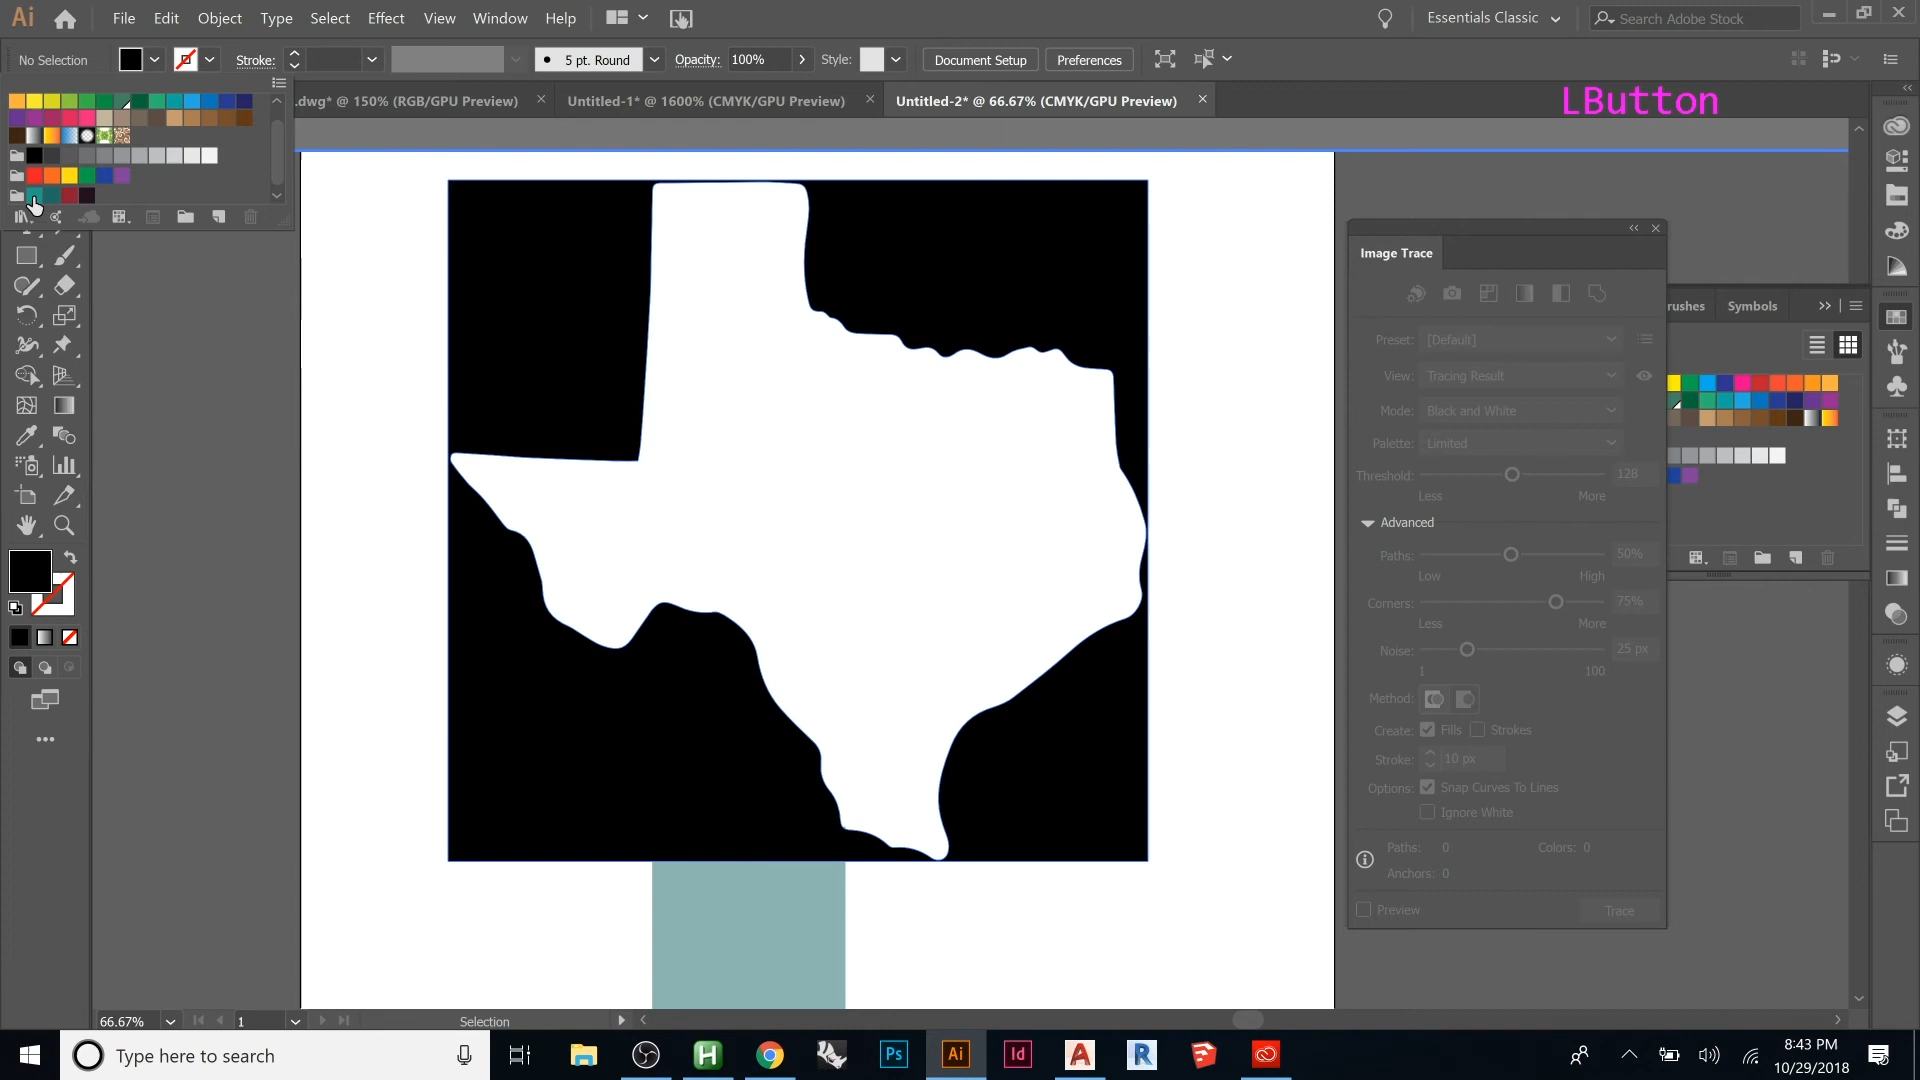 Ai File Edit Object Type Select Effect View Window Help Essentials Classic Search Adobe Stock
No Selection Stroke: 5 pt. Round Opacity: 100% Style: Document Setup Preferences
.dwg* @ 150% (RGB/GPU Preview) Untitled-1* @ 1600% (CMYK/GPU Preview) Untitled-2* @ 66.67% (CMYK/GPU Preview)
LButton
Image Trace
Preset: [Default]
View: Tracing Result
Mode: Black and White
Palette: Limited
Threshold: 128
Less More
Advanced
Paths: 50%
Low High
Corners: 75%
Less More
Noise: 25 px
1 100
Method:
Create: Fills Strokes
Stroke: 10 px
Options: Snap Curves To Lines
Ignore White
Paths: 0 Colors: 0
Anchors: 0
Preview Trace
rushes Symbols
66.67% 1 Selection
Type here to search
Ps Ai Id A R
8:43 PM
10/29/2018